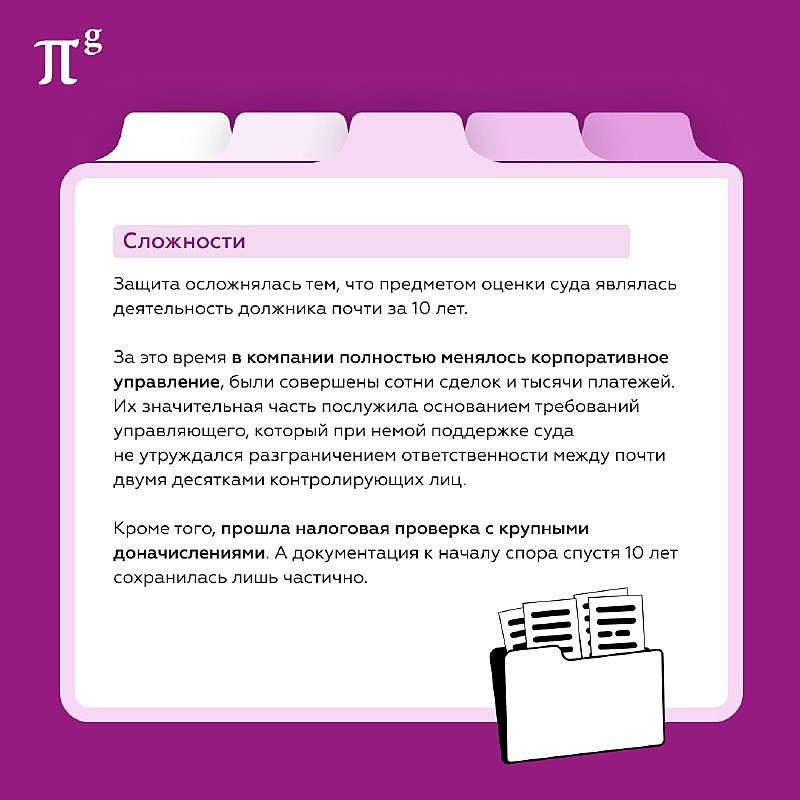 πg
Сложности
Защита осложнялась тем, что предметом оценки суда являлась
деятельность должника почти за 10 лет.
За это время в компании полностью менялось корпоративное
управление, были совершены сотни сделок и тысячи платежей.
Их значительная часть послужила основанием требований
управляющего, который при немой поддержке суда
не утруждался разграничением ответственности между почти
двумя десятками контролирующих лиц.
Кроме того, прошла налоговая проверка с крупными
доначислениями. А документация к началу спора спустя 10 лет
сохранилась лишь частично.